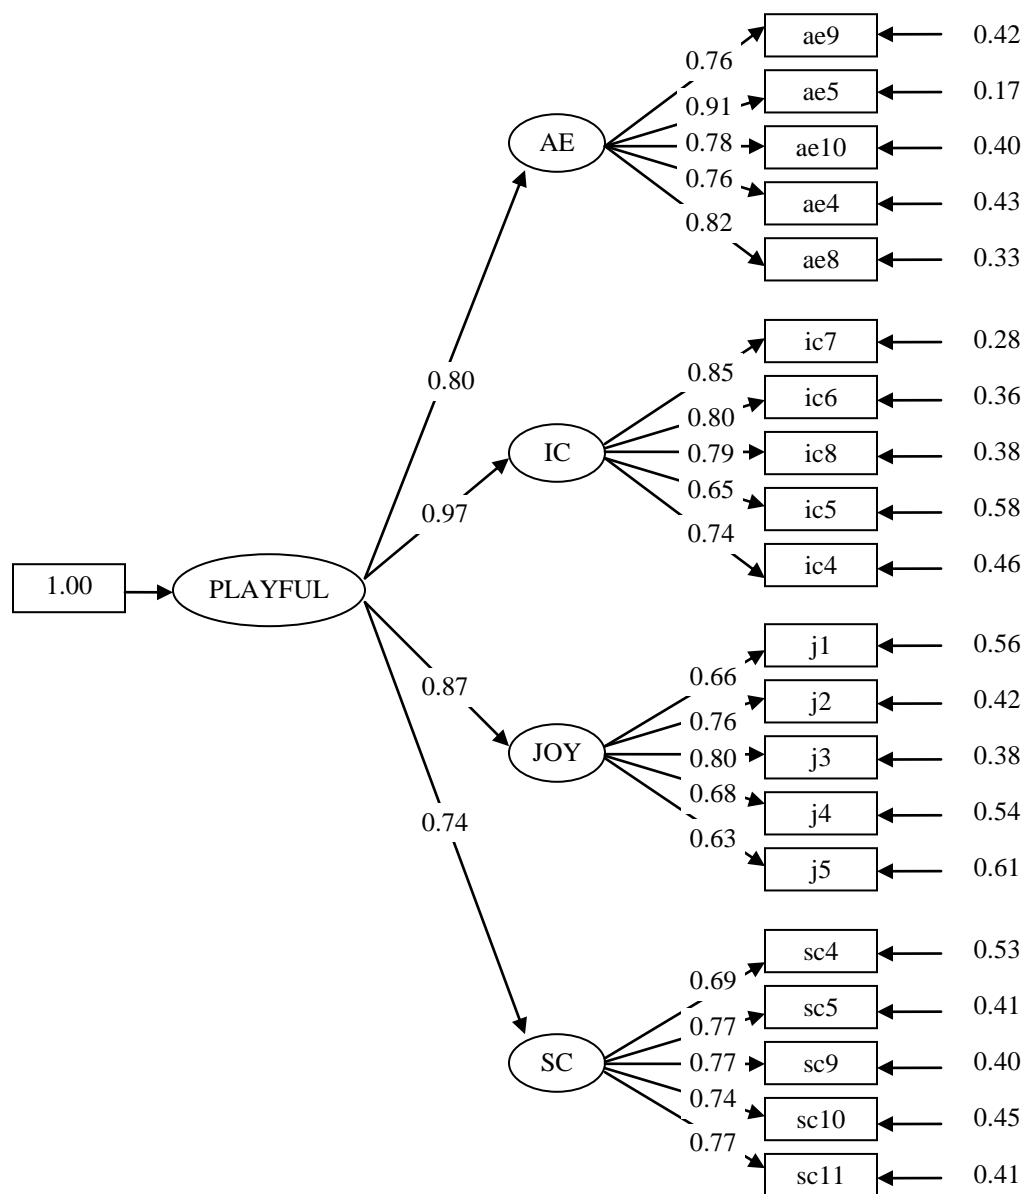 0.76 ae9 0.42
0.91 ae5 0.17
AE 0.78 ae10 0.40
0.76 ae4 0.43
0.82 ae8 0.33
0.80
0.85 ic7 0.28
0.80 ic6 0.36
IC 0.79 ic8 0.38
0.65 ic5 0.58
0.97 0.74 ic4 0.46
1.00 PLAYFUL
0.66 j1 0.56
0.87 0.76 j2 0.42
JOY 0.80 j3 0.38
0.68 j4 0.54
0.63 j5 0.61
0.74
0.69 sc4 0.53
0.77 sc5 0.41
SC 0.77 sc9 0.40
0.74 sc10 0.45
0.77 sc11 0.41